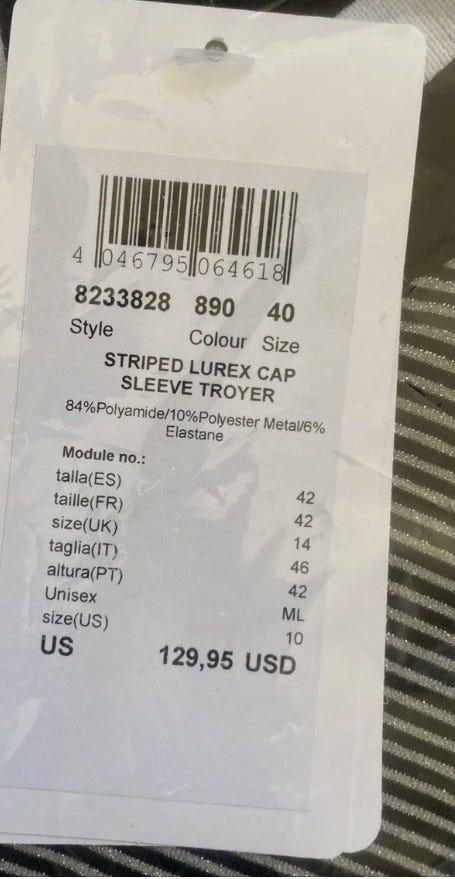 4 046795 064618
8233828 890 40
Style Colour Size
STRIPED LUREX CAP
SLEEVE TROYER
84%Polyamide/10%Polyester Metal/6%
Elastane
Module no.:
talla(ES) 42
taille(FR) 42
size(UK) 14
taglia(IT) 46
altura(PT) 42
Unisex ML
size(US) 10
US 129,95 USD